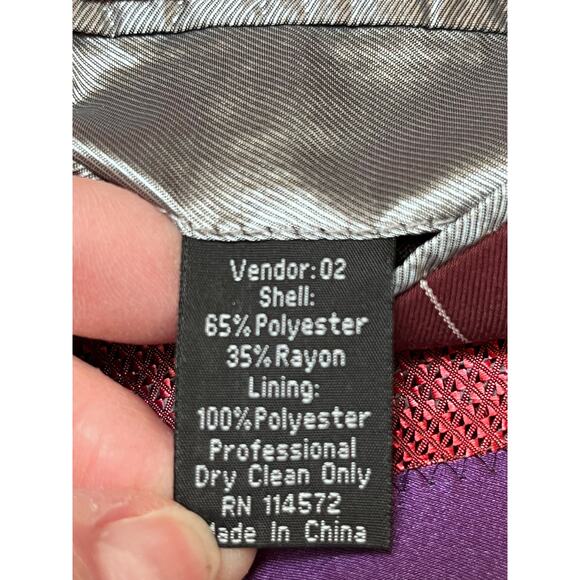 Vendor:02
Shell:
65%Polyester
35%Rayon
Lining:
100%Polyester
Professional
Dry Clean Only
RN 114572
Made In China